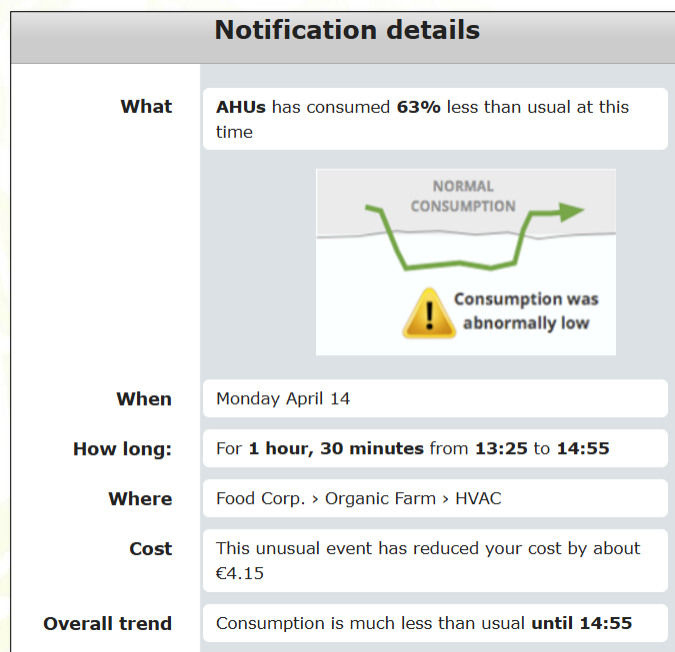 Notification details
What
AHUs has consumed 63% less than usual at this
time
NORMAL
CONSUMPTION
Consumption was
abnormally low
When
Monday April 14
How long:
For 1 hour, 30 minutes from 13:25 to 14:55
Where
Food Corp. › Organic Farm › HVAC
Cost
This unusual event has reduced your cost by about
€4.15
Overall trend
Consumption is much less than usual until 14:55